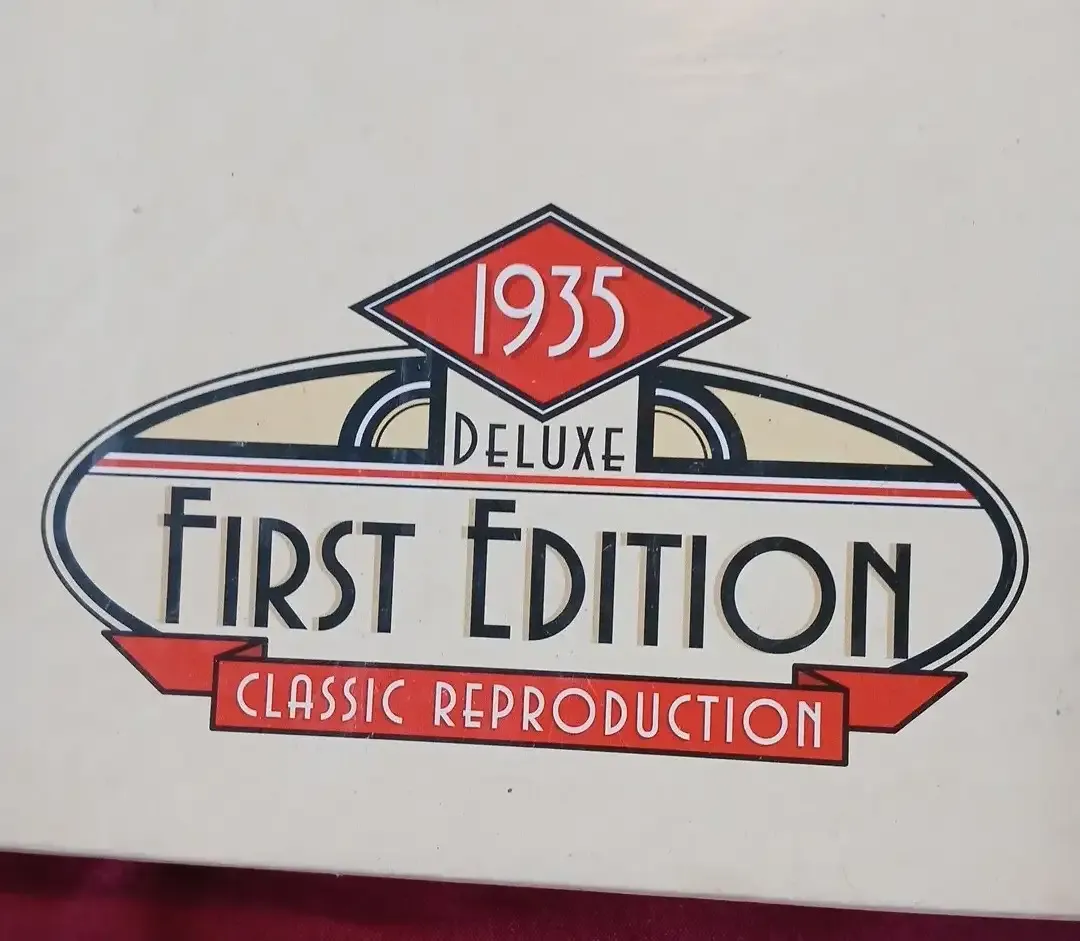 1935
DELUXE
FIRST EDITION
CLASSIC REPRODUCTION